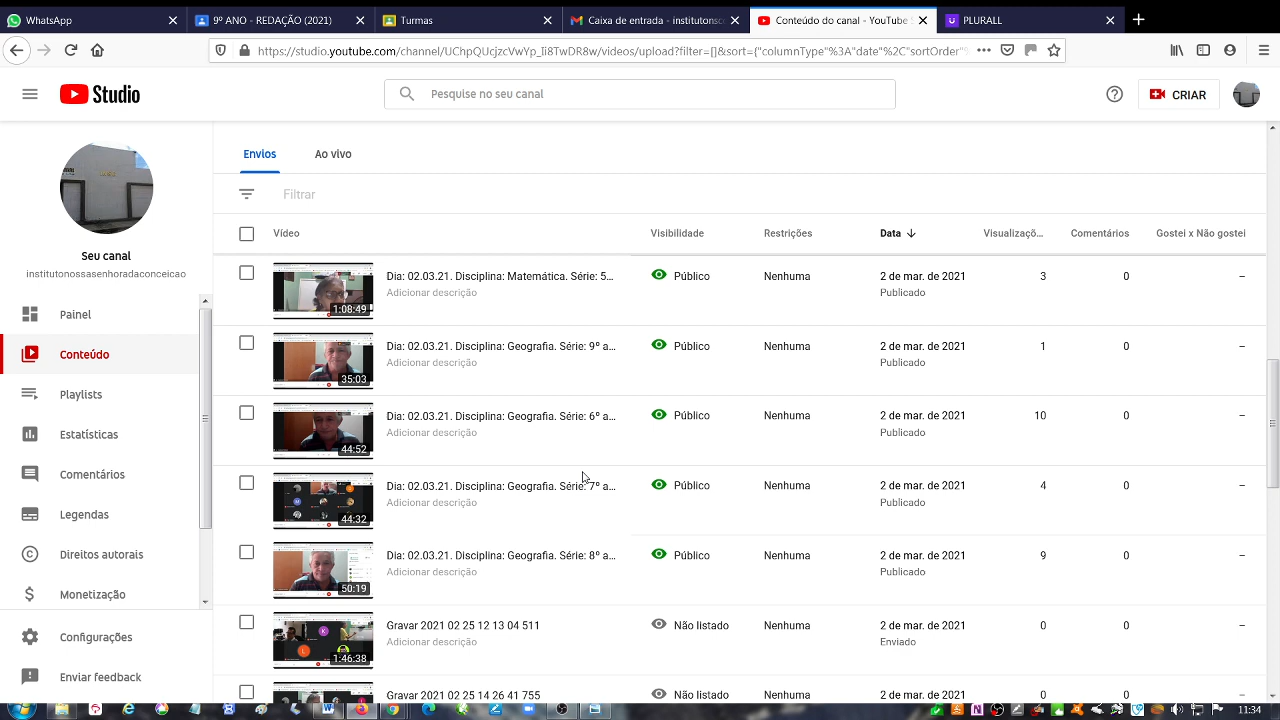 WhatsApp
3º ANO - REDAÇÃO (2021)
Turmas
Caixa de entrada - institutonsc
Conteúdo do canal - YouTube S
PLURALL
https://studio.youtube.com/channel/UChpQUcjzcVwYp_Ii8TwDR8w/videos/upload?filter=[]&sort={"columnType"%3A"date"%2C"sortOrder"
Studio
Pesquise no seu canal
CRIAR
Envios
Ao vivo
Filtrar
Vídeo
Visibilidade
Restrições
Data
Visualizaçõ...
Comentários
Gostei x Não gostei
Seu canal
institutonossasenhoradaconceicao
Painel
Conteúdo
Playlists
Estatísticas
Comentários
Legendas
Direitos autorais
Monetização
Configurações
Enviar feedback
Dia: 02.03.21. Disciplina: Matemática. Série: 5...
Adicionar descrição
1:08:49
Público
Nenhuma
2 de mar. de 2021
Publicado
3
0
–
Dia: 02.03.21. Disciplina: Geografia. Série: 9º a...
Adicionar descrição
35:03
Público
Nenhuma
2 de mar. de 2021
Publicado
1
0
–
Dia: 02.03.21. Disciplina: Geografia. Série: 6º a...
Adicionar descrição
44:52
Público
Nenhuma
2 de mar. de 2021
Publicado
10
0
–
Dia: 02.03.21. Disciplina: Geografia. Série: 7º a...
Adicionar descrição
44:32
Público
Nenhuma
2 de mar. de 2021
Publicado
4
0
–
Dia: 02.03.21. Disciplina: Geografia. Série: 8º a...
Adicionar descrição
50:19
Público
Nenhuma
2 de mar. de 2021
Publicado
9
0
–
Gravar 2021 02 25 12 13 04 511
Adicionar descrição
1:46:38
Não listado
Nenhuma
2 de mar. de 2021
Enviado
0
0
–
Gravar 2021 02 25 14 26 41 758
Não listado
Nenhuma
2 de mar. de 2021
0
0
–
11:34